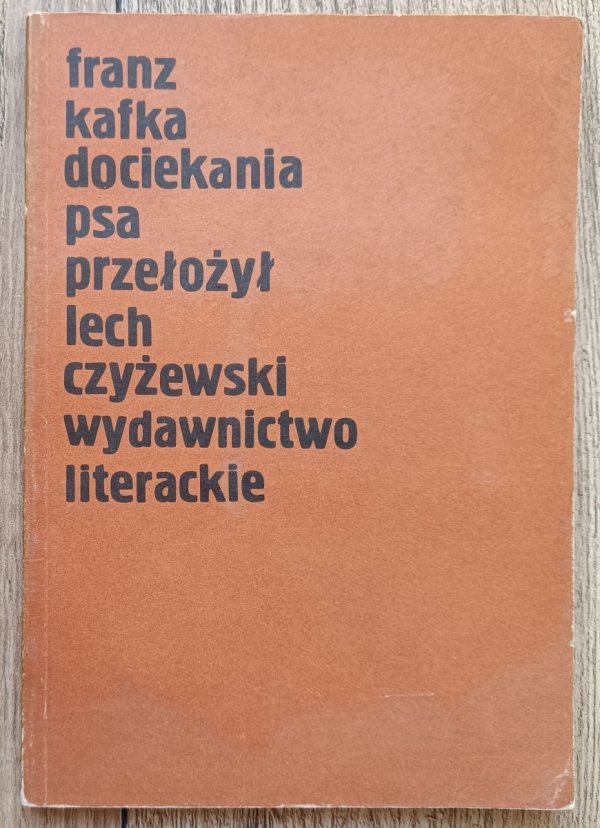 franz
kafka
dociekania
psa
przełożył
lech
czyżewski
wydawnictwo
literackie